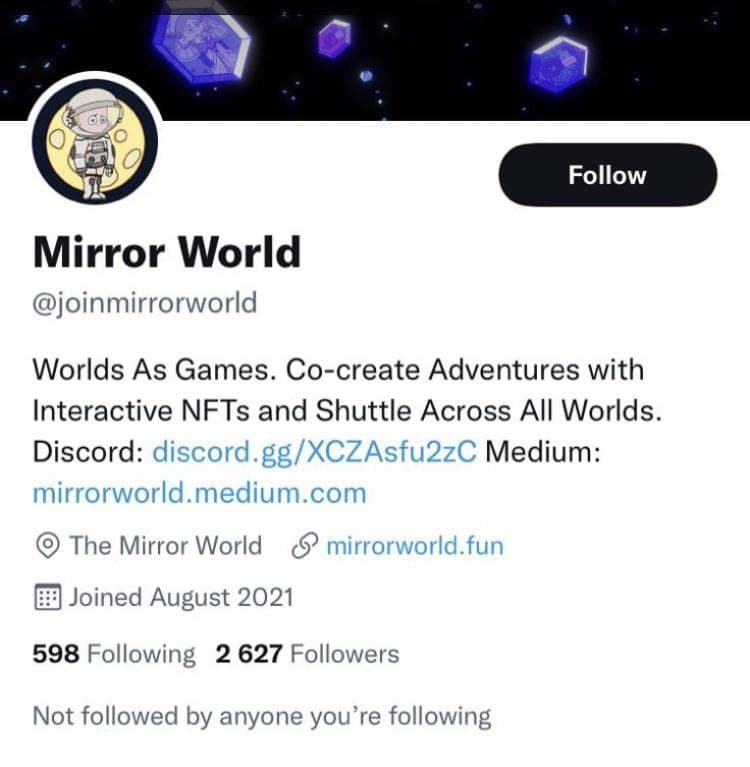 Follow
Mirror World
@joinmirrorworld
Worlds As Games. Co-create Adventures with
Interactive NFTs and Shuttle Across All Worlds.
Discord: discord.gg/XCZAsfu2zC Medium:
mirrorworld.medium.com
The Mirror World mirrorworld.fun
Joined August 2021
598 Following 2 627 Followers
Not followed by anyone you’re following